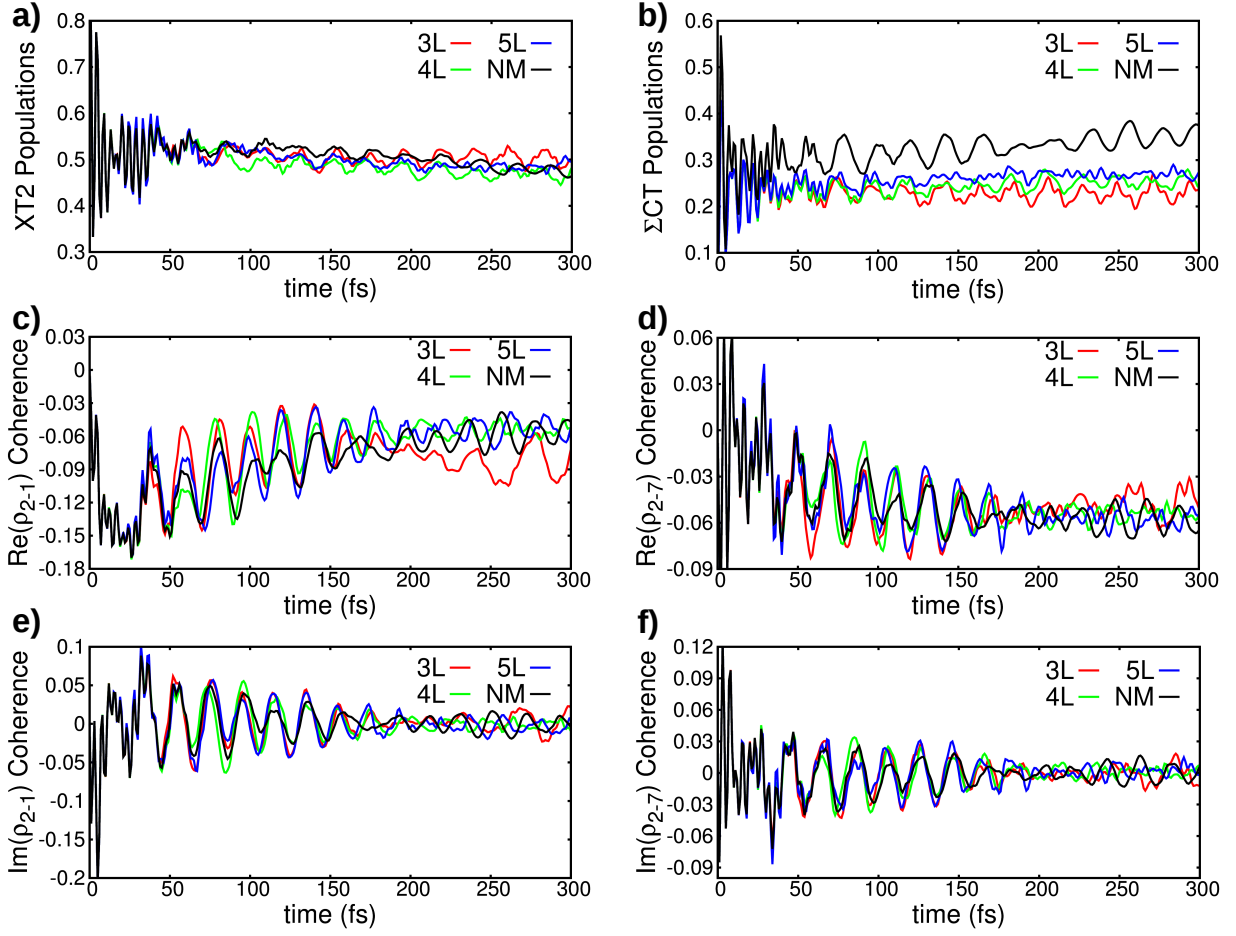 a)
XT2 Populations
0.8
0.7
0.6
0.5
0.4
0.3
3L 5L
4L NM
0 50 100 150 200 250 300
time (fs)
b)
ΣCT Populations
0.6
0.5
0.4
0.3
0.2
0.1
3L 5L
4L NM
0 50 100 150 200 250 300
time (fs)
c)
Re(ρ2-1) Coherence
0.03
0
-0.03
-0.06
-0.09
-0.12
-0.15
-0.18
3L 5L
4L NM
0 50 100 150 200 250 300
time (fs)
d)
Re(ρ2-7) Coherence
0.06
0.03
0
-0.03
-0.06
-0.09
3L 5L
4L NM
0 50 100 150 200 250 300
time (fs)
e)
Im(ρ2-1) Coherence
0.1
0.05
0
-0.05
-0.1
-0.15
-0.2
3L 5L
4L NM
0 50 100 150 200 250 300
time (fs)
f)
Im(ρ2-7) Coherence
0.12
0.09
0.06
0.03
0
-0.03
-0.06
-0.09
3L 5L
4L NM
0 50 100 150 200 250 300
time (fs)